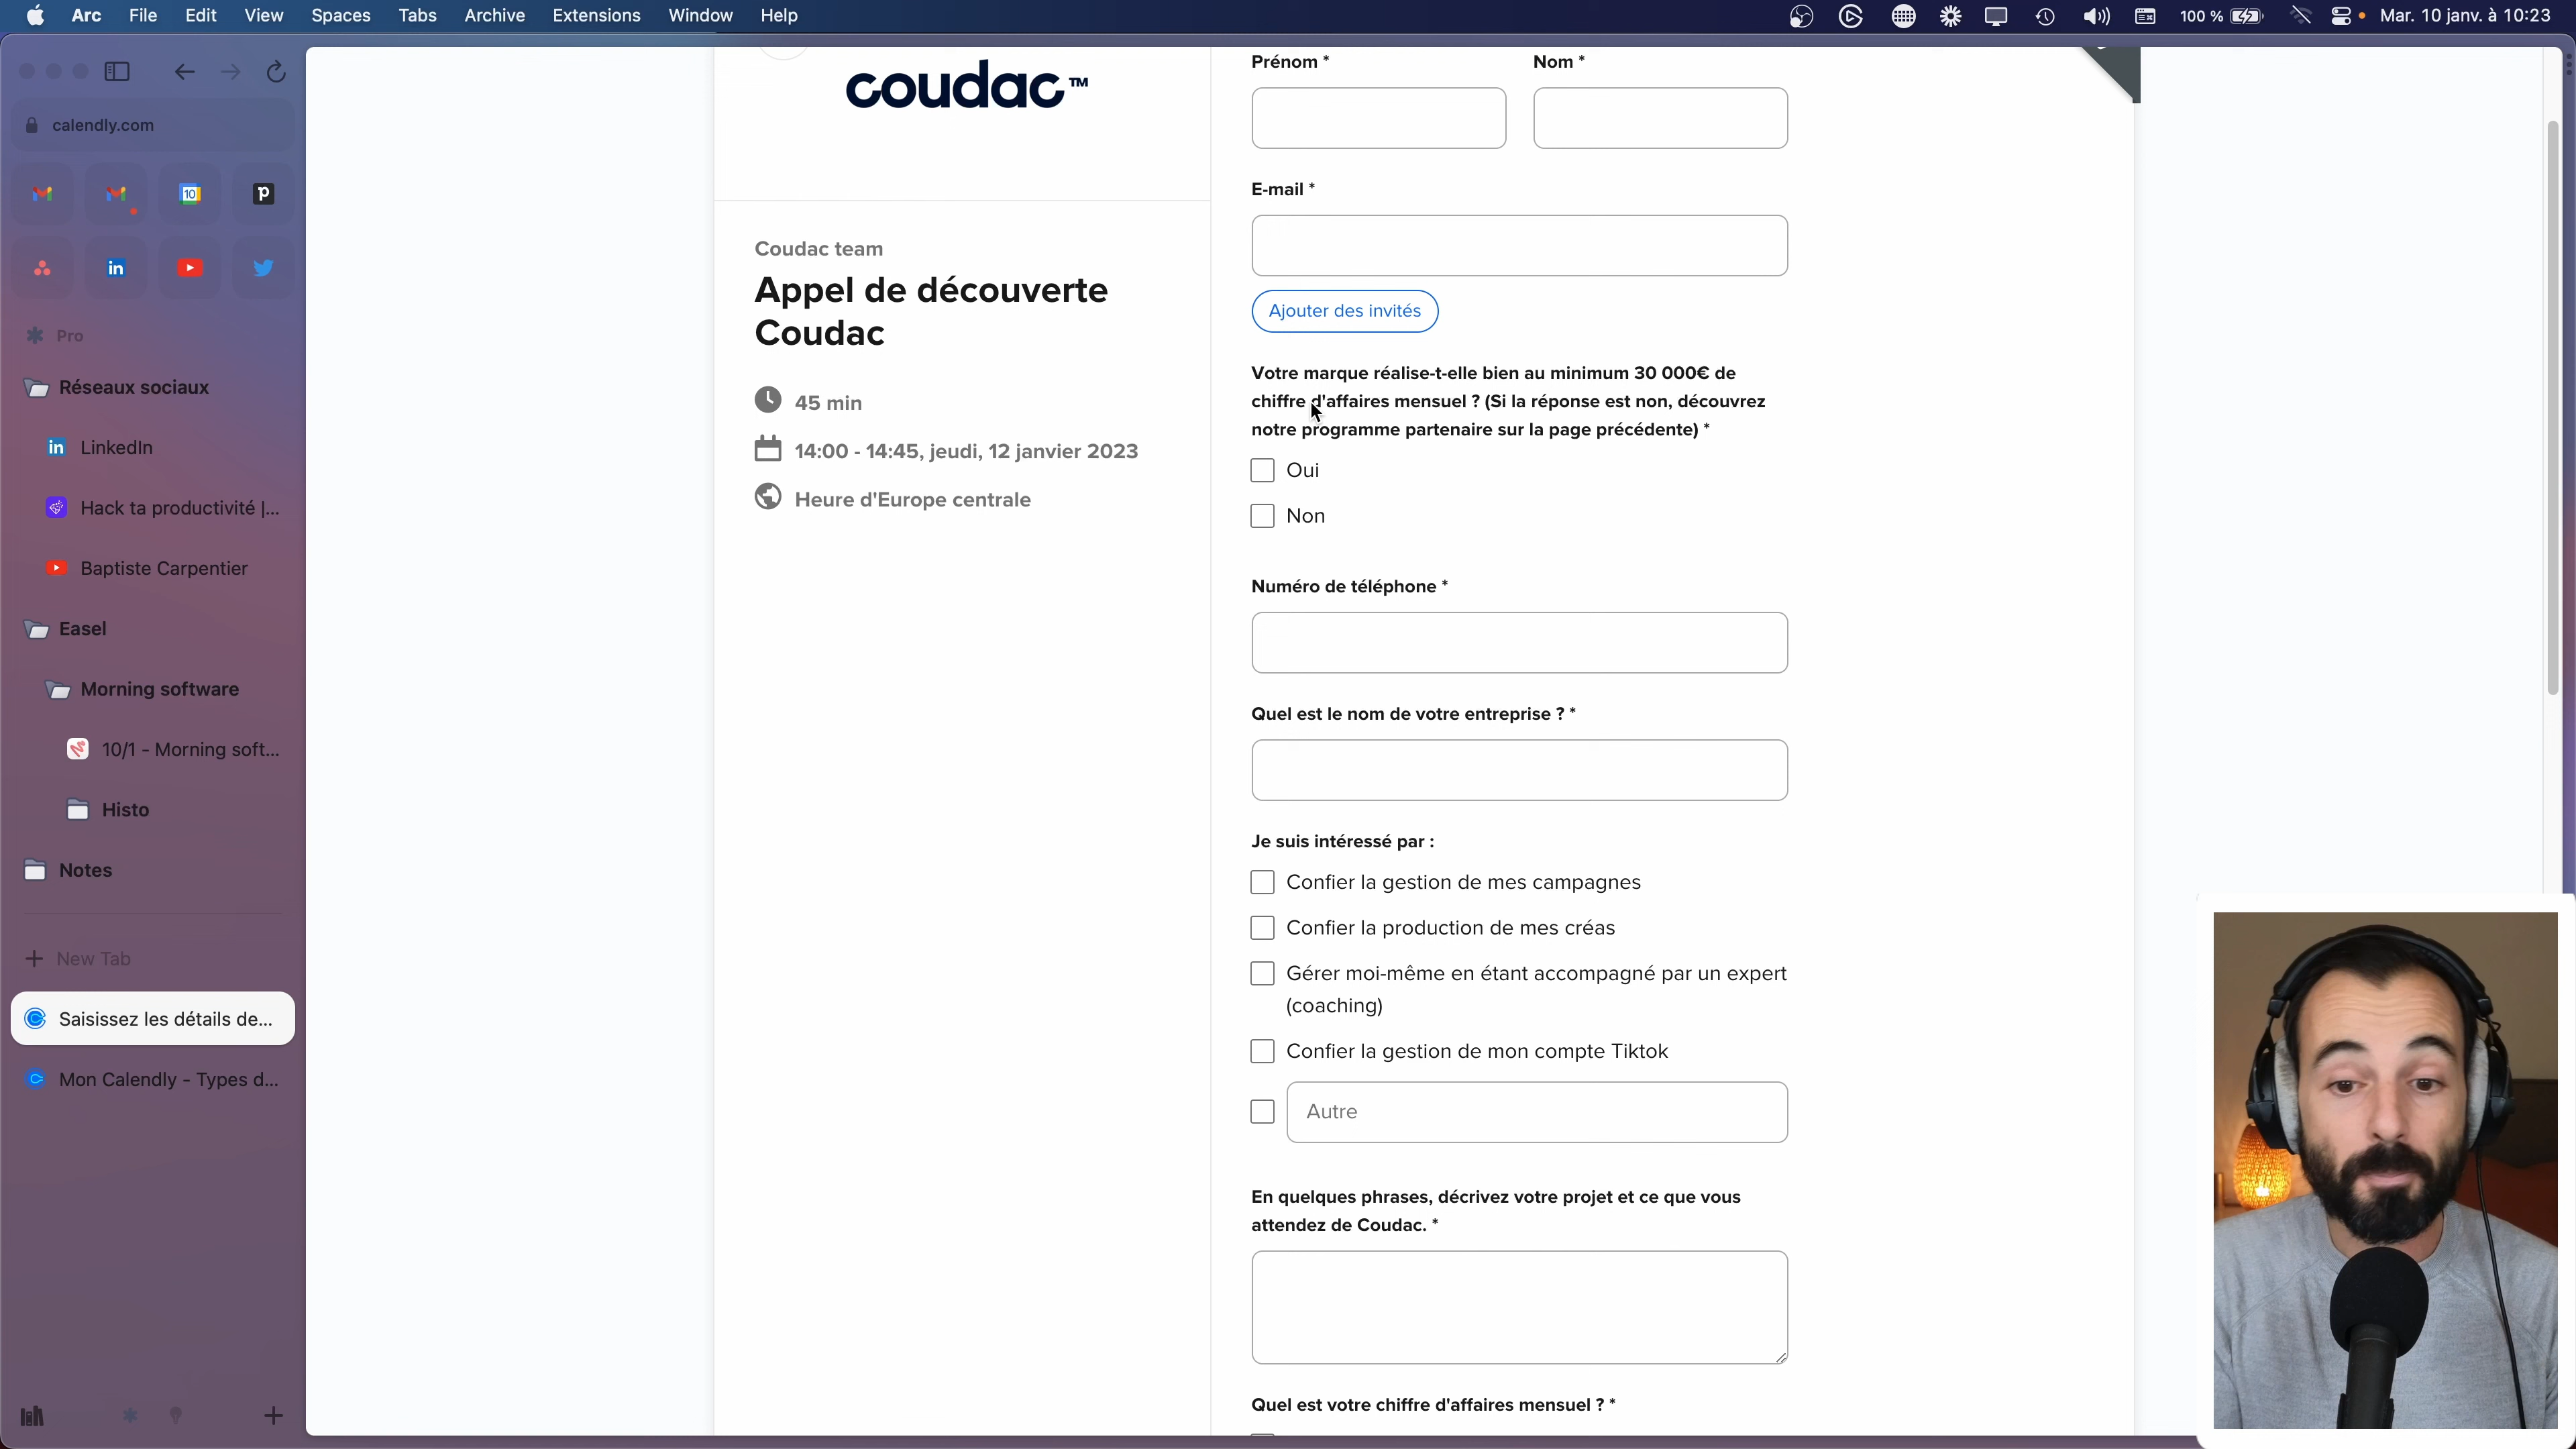 Arc File Edit View Spaces Tabs Archive Extensions Window Help
100 % Mar. 10 janv. à 10:23
calendly.com
Pro
Réseaux sociaux
LinkedIn
Hack ta productivité |...
Baptiste Carpentier
Easel
Morning software
10/1 - Morning soft...
Histo
Notes
New Tab
Saisissez les détails de...
Mon Calendly - Types d...
coudac™
Coudac team
Appel de découverte
Coudac
45 min
14:00 - 14:45, jeudi, 12 janvier 2023
Heure d'Europe centrale
Prénom * Nom *
E-mail *
Ajouter des invités
Votre marque réalise-t-elle bien au minimum 30 000€ de
chiffre d'affaires mensuel ? (Si la réponse est non, découvrez
notre programme partenaire sur la page précédente) *
Oui
Non
Numéro de téléphone *
Quel est le nom de votre entreprise ? *
Je suis intéressé par :
Confier la gestion de mes campagnes
Confier la production de mes créas
Gérer moi-même en étant accompagné par un expert
(coaching)
Confier la gestion de mon compte Tiktok
Autre
En quelques phrases, décrivez votre projet et ce que vous
attendez de Coudac. *
Quel est votre chiffre d'affaires mensuel ? *